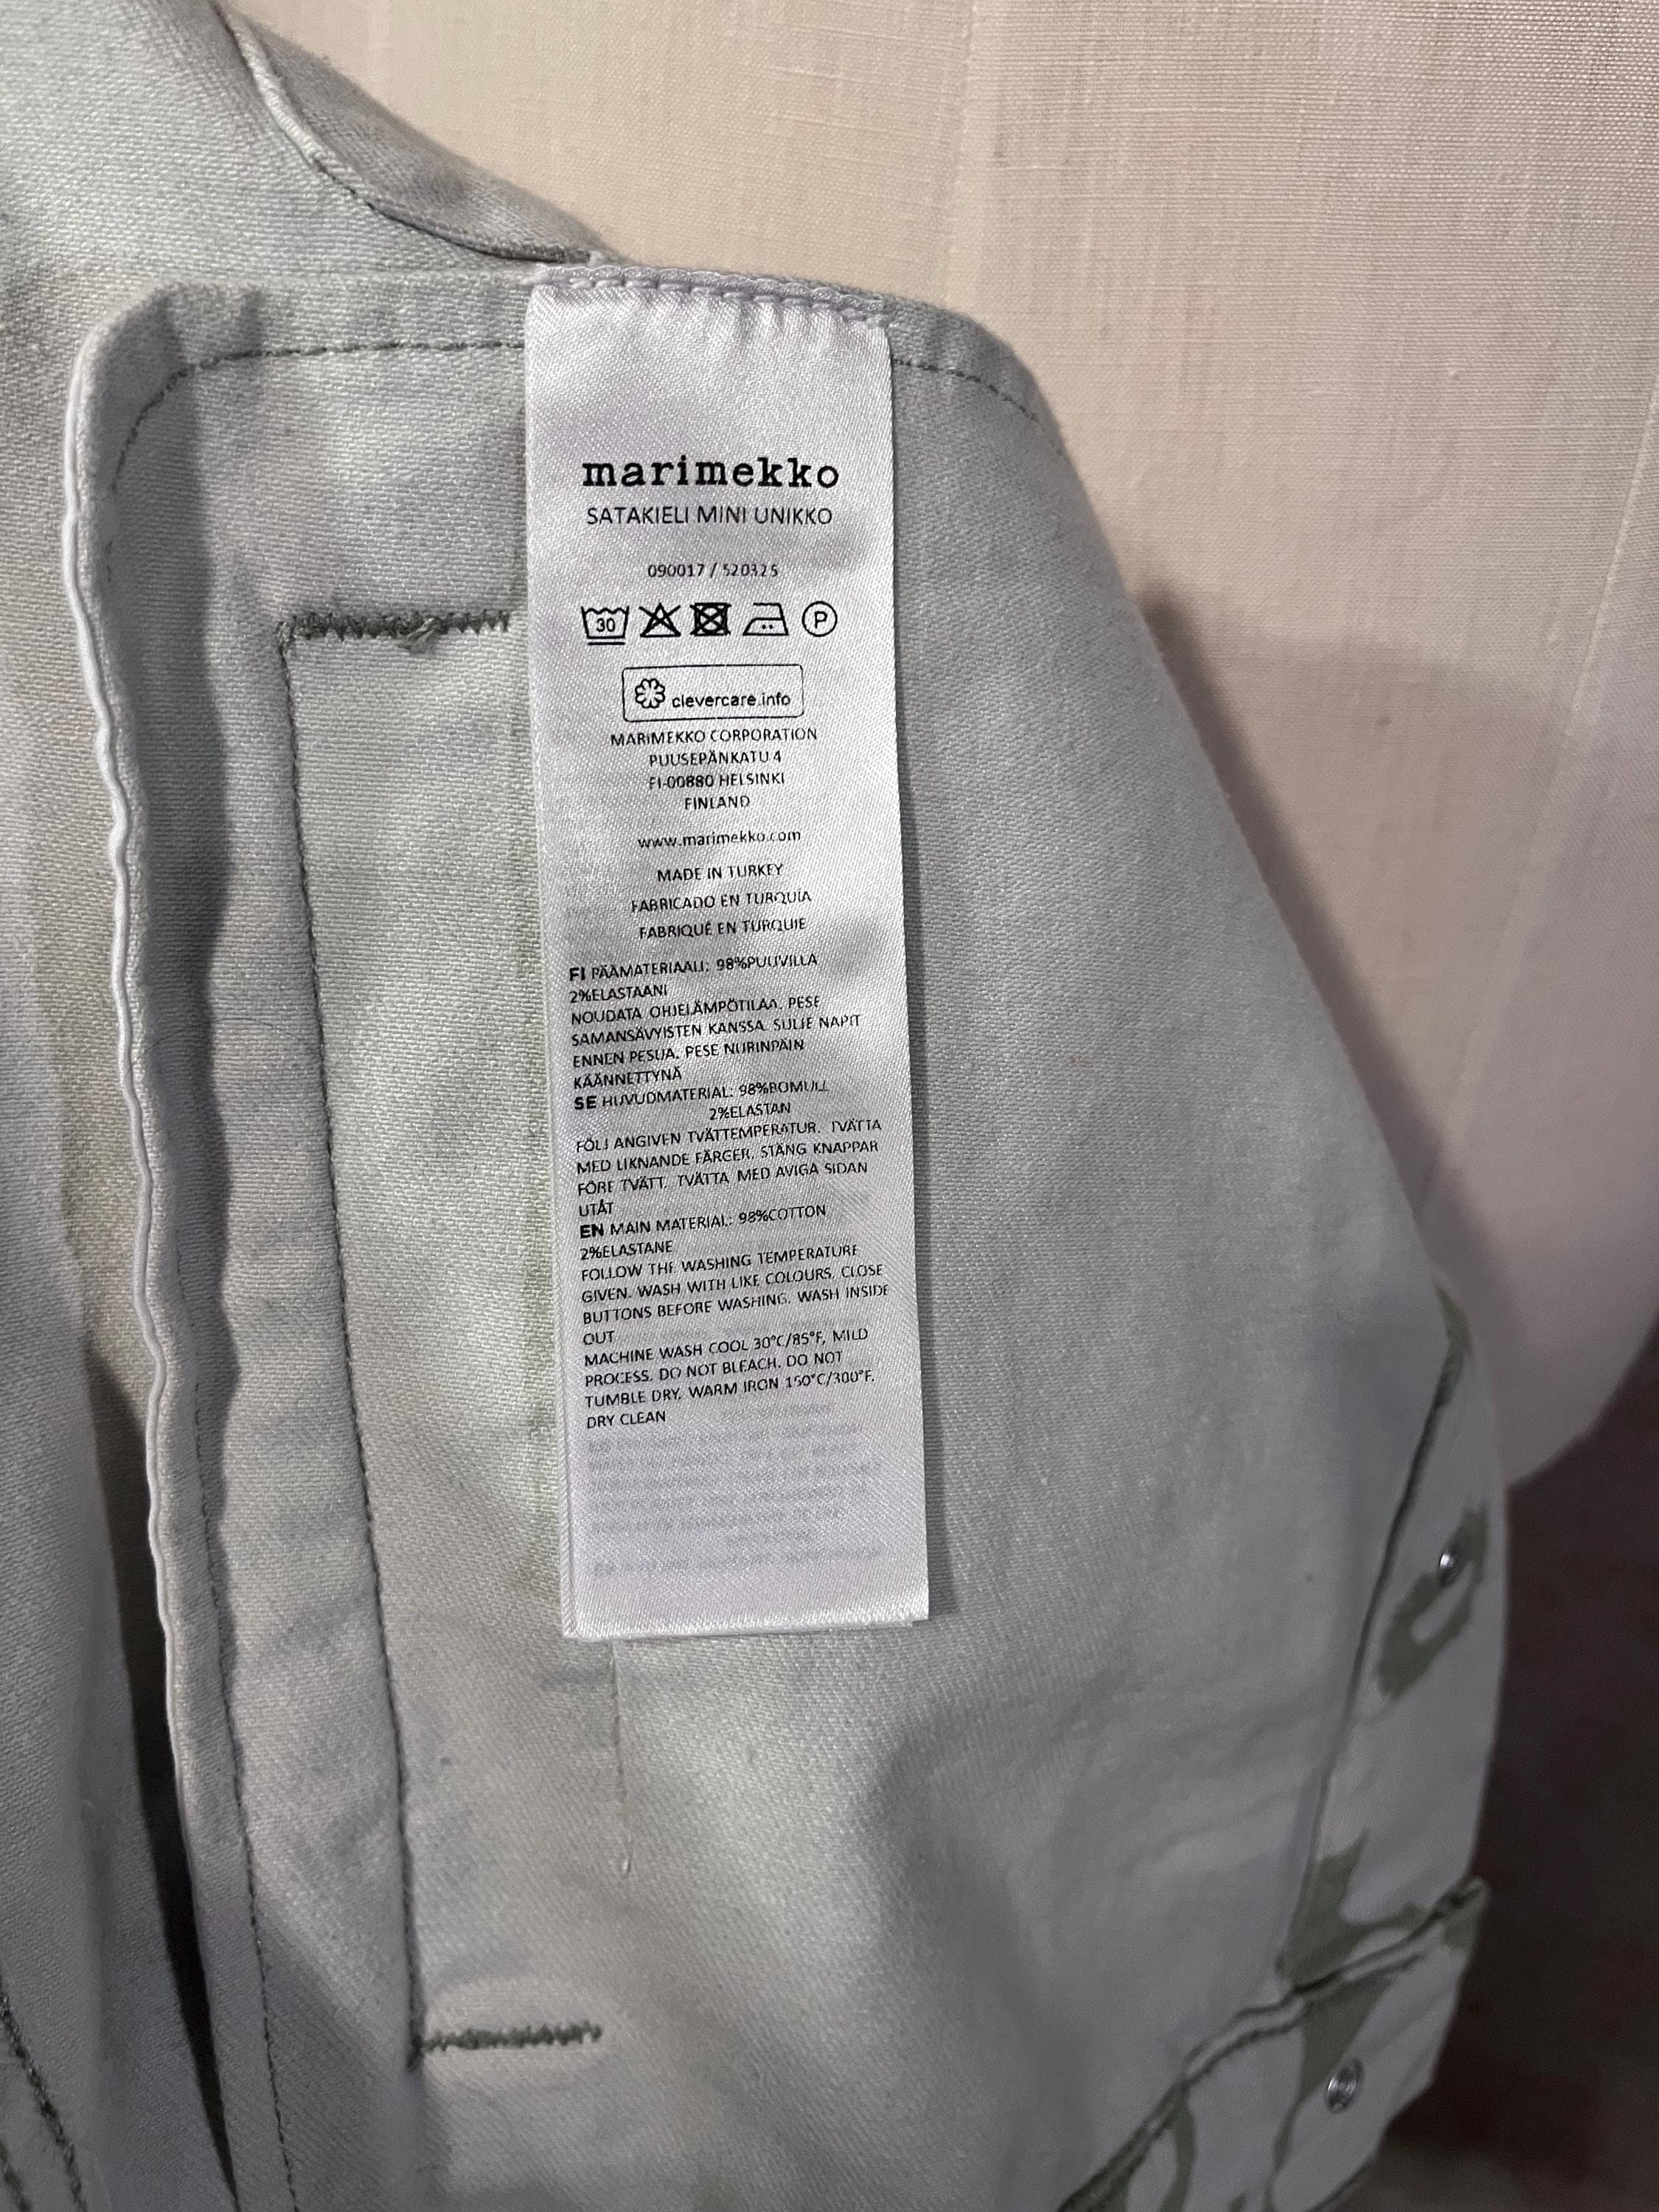 marimekko
SATAKIELI MINI UNIKKO
090017 / 520325
30 P
clevercare.info
MARIMEKKO CORPORATION
PUUSEPÄNKATU 4
FI-00880 HELSINKI
FINLAND
www.marimekko.com
MADE IN TURKEY
FABRICADO EN TURQUÍA
FABRIQUÉ EN TURQUIE
FI PÄÄMATERIAALI: 98%PUUVILLA
2%ELASTAANI
NOUDATA OHJELÄMPÖTILAA. PESE
SAMANSÄVYISTEN KANSSA. SULJE NAPIT
ENNEN PESUA. PESE NURINPÄIN
KÄÄNNETTYNÄ
SE HUVUDMATERIAL: 98%BOMULL
2%ELASTAN
FÖLJ ANGIVEN TVÄTTEMPERATUR. TVÄTTA
MED LIKNANDE FÄRGER. STÄNG KNAPPAR
FÖRE TVÄTT. TVÄTTA MED AVIGA SIDAN
UTÅT
EN MAIN MATERIAL: 98%COTTON
2%ELASTANE
FOLLOW THE WASHING TEMPERATURE
GIVEN. WASH WITH LIKE COLOURS. CLOSE
BUTTONS BEFORE WASHING. WASH INSIDE
OUT
MACHINE WASH COOL 30°C/85°F, MILD
PROCESS. DO NOT BLEACH. DO NOT
TUMBLE DRY. WARM IRON 150°C/300°F.
DRY CLEAN